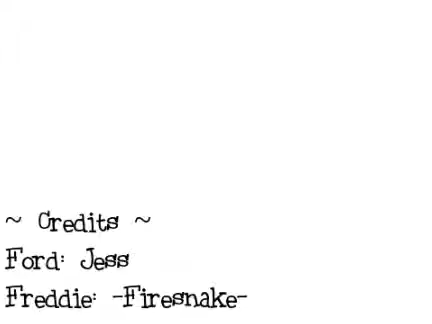 ~ Credits ~
Ford: Jess
Freddie: -Firesnake-